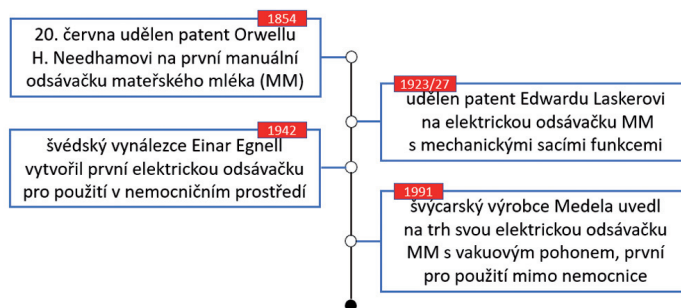 1854
20. června udělen patent Orwellu
H. Needhamovi na první manuální
odsávačku mateřského mléka (MM)
1923/27
udělen patent Edwardu Laskerovi
na elektrickou odsávačku MM
s mechanickými sacími funkcemi
1942
švédský vynálezce Einar Egnell
vytvořil první elektrickou odsávačku
pro použití v nemocničním prostředí
1991
švýcarský výrobce Medela uvedl
na trh svou elektrickou odsávačku
MM s vakuovým pohonem, první
pro použití mimo nemocnice